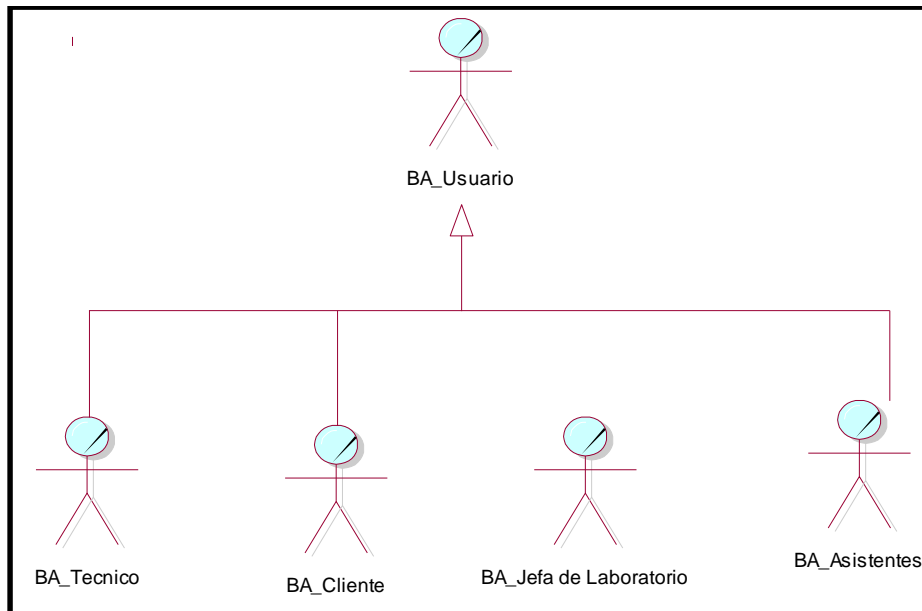 BA_Usuario
BA_Tecnico
BA_Cliente
BA_Jefa de Laboratorio
BA_Asistentes